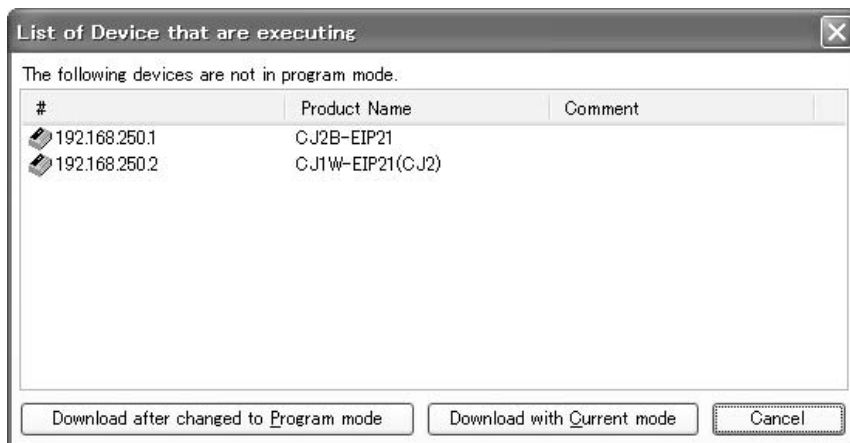 List of Device that are executing
The following devices are not in program mode.
# Product Name Comment
192.168.250.1 CJ2B-EIP21
192.168.250.2 CJ1W-EIP21(CJ2)
Download after changed to Program mode Download with Current mode Cancel